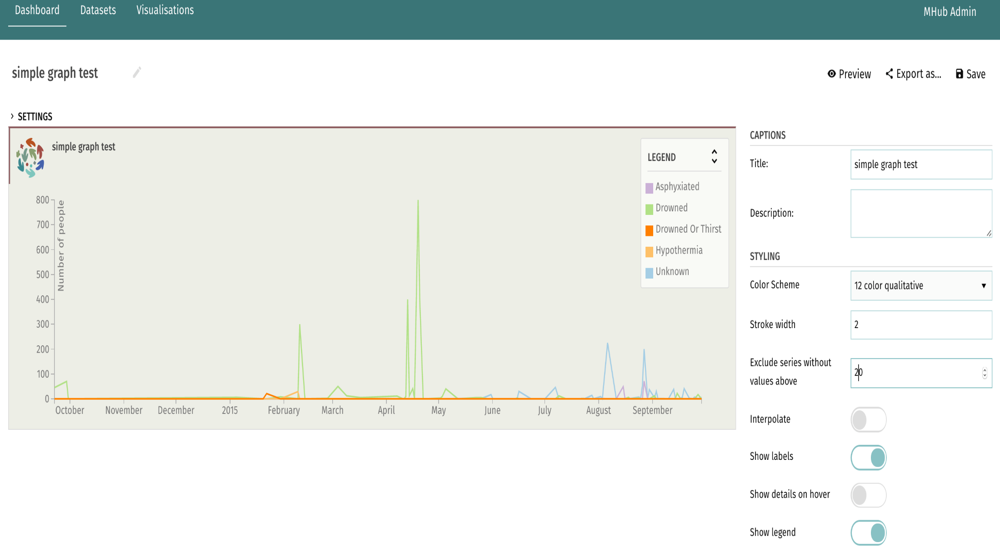 Dashboard Datasets Visualisations MHub Admin
simple graph test Preview Export as... Save
SETTINGS
simple graph test
LEGEND
Asphyxiated
Drowned
Drowned Or Thirst
Hypothermia
Unknown
Number of people
800
700
600
500
400
300
200
100
0
October November December 2015 February March April May June July August September
CAPTIONS
Title: simple graph test
Description:
STYLING
Color Scheme 12 color qualitative
Stroke width 2
Exclude series without
values above 20
Interpolate
Show labels
Show details on hover
Show legend